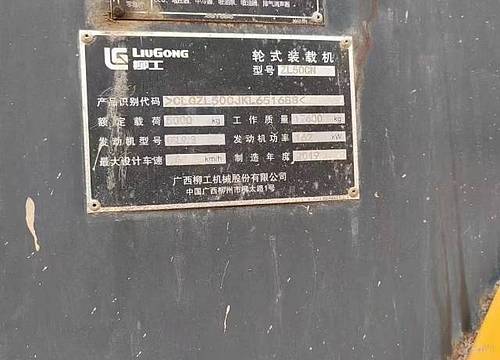 LIUGONG
柳工
轮式装载机
型号 ZL50CN
产品识别代码 >CLGZL50CJKL651688<
额定载荷 5000 kg 工作质量 17600 kg
发动机型号 发动机功率 162 kW
最大设计车速 km/h 制造年度 2019
广西柳工机械股份有限公司
中国广西柳州市柳太路1号